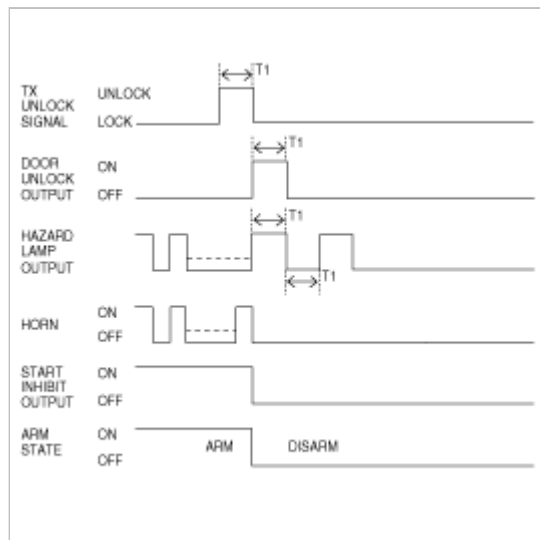 T1
TX UNLOCK
UNLOCK
SIGNAL LOCK
T1
DOOR ON
UNLOCK
OUTPUT OFF
T1
HAZARD
LAMP
OUTPUT
T1
HORN ON
OFF
START ON
INHIBIT
OUTPUT OFF
ARM ON
STATE ARM DISARM
OFF